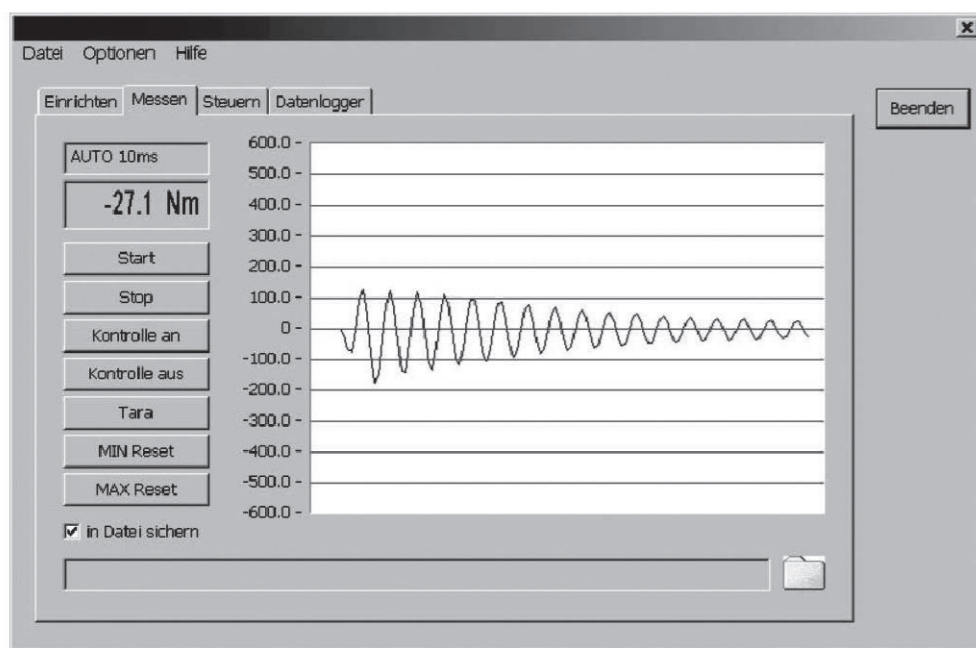 Datei Optionen Hilfe
Einrichten Messen Steuern Datenlogger
Beenden
AUTO 10ms
-27.1 Nm
Start
Stop
Kontrolle an
Kontrolle aus
Tara
MIN Reset
MAX Reset
in Datei sichern
600.0 -
500.0 -
400.0 -
300.0 -
200.0 -
100.0 -
0 -
-100.0 -
-200.0 -
-300.0 -
-400.0 -
-500.0 -
-600.0 -